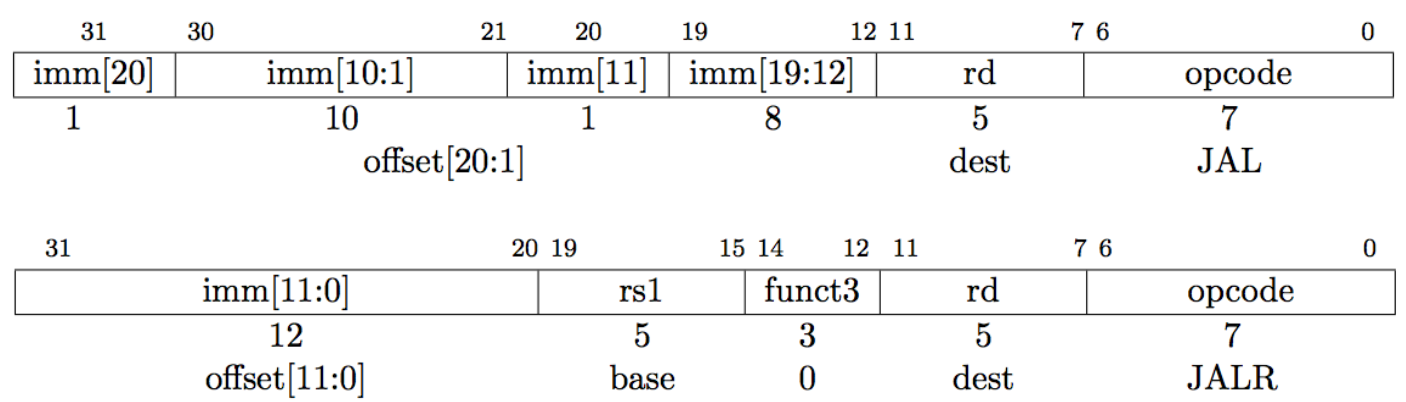 31 30 21 20 19 12 11 7 6 0
imm[20] imm[10:1] imm[11] imm[19:12] rd opcode
1 10 1 8 5 7
offset[20:1] dest JAL
31 20 19 15 14 12 11 7 6 0
imm[11:0] rs1 funct3 rd opcode
12 5 3 5 7
offset[11:0] base 0 dest JALR